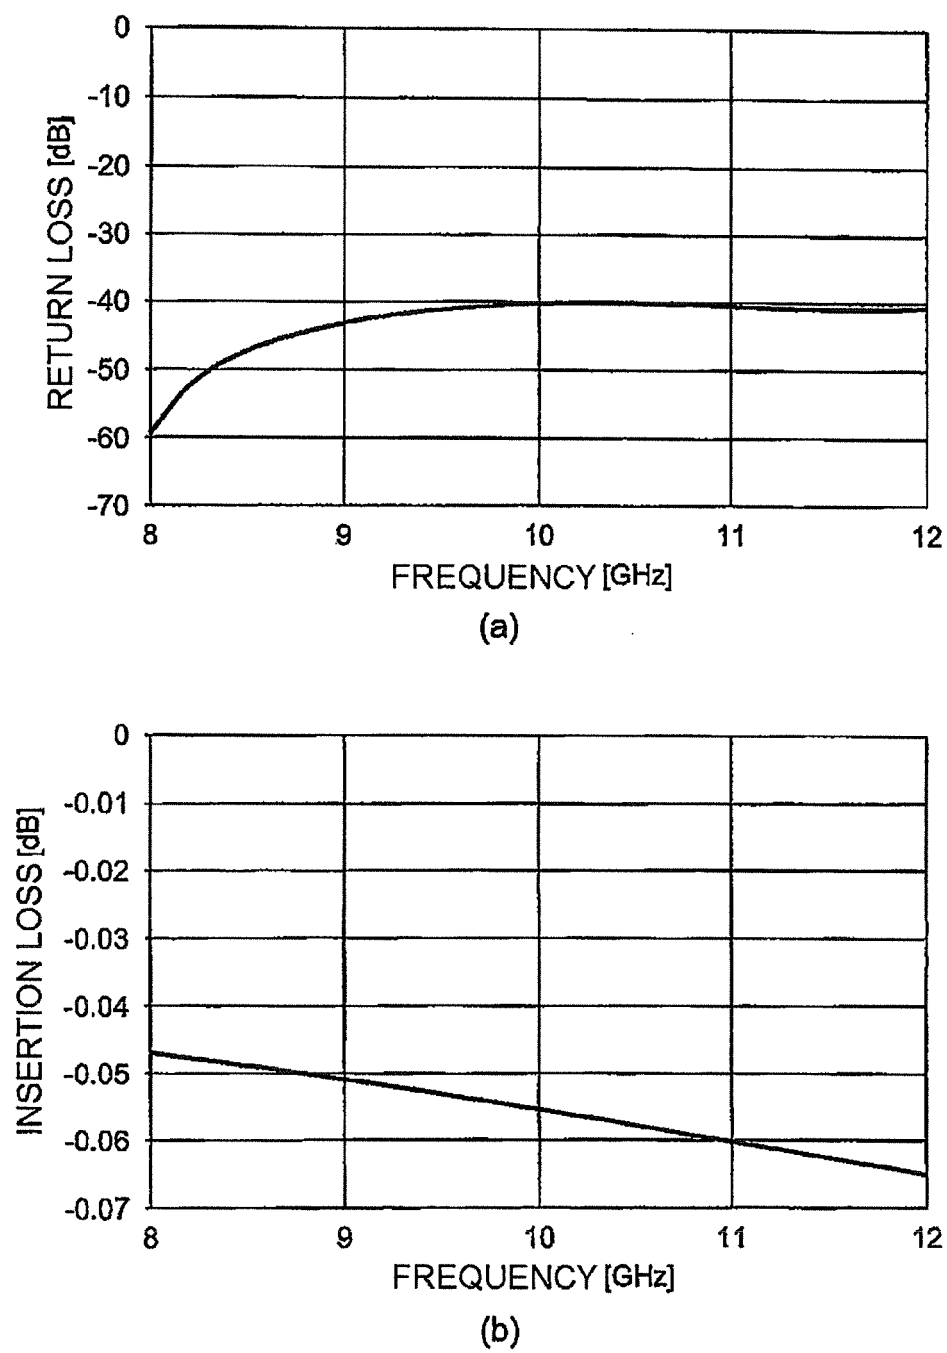 0
-10
-20
-30
-40
-50
-60
-70
RETURN LOSS [dB]
8 9 10 11 12
FREQUENCY [GHz]
(a)
0
-0.01
-0.02
-0.03
-0.04
-0.05
-0.06
-0.07
INSERTION LOSS [dB]
8 9 10 11 12
FREQUENCY [GHz]
(b)